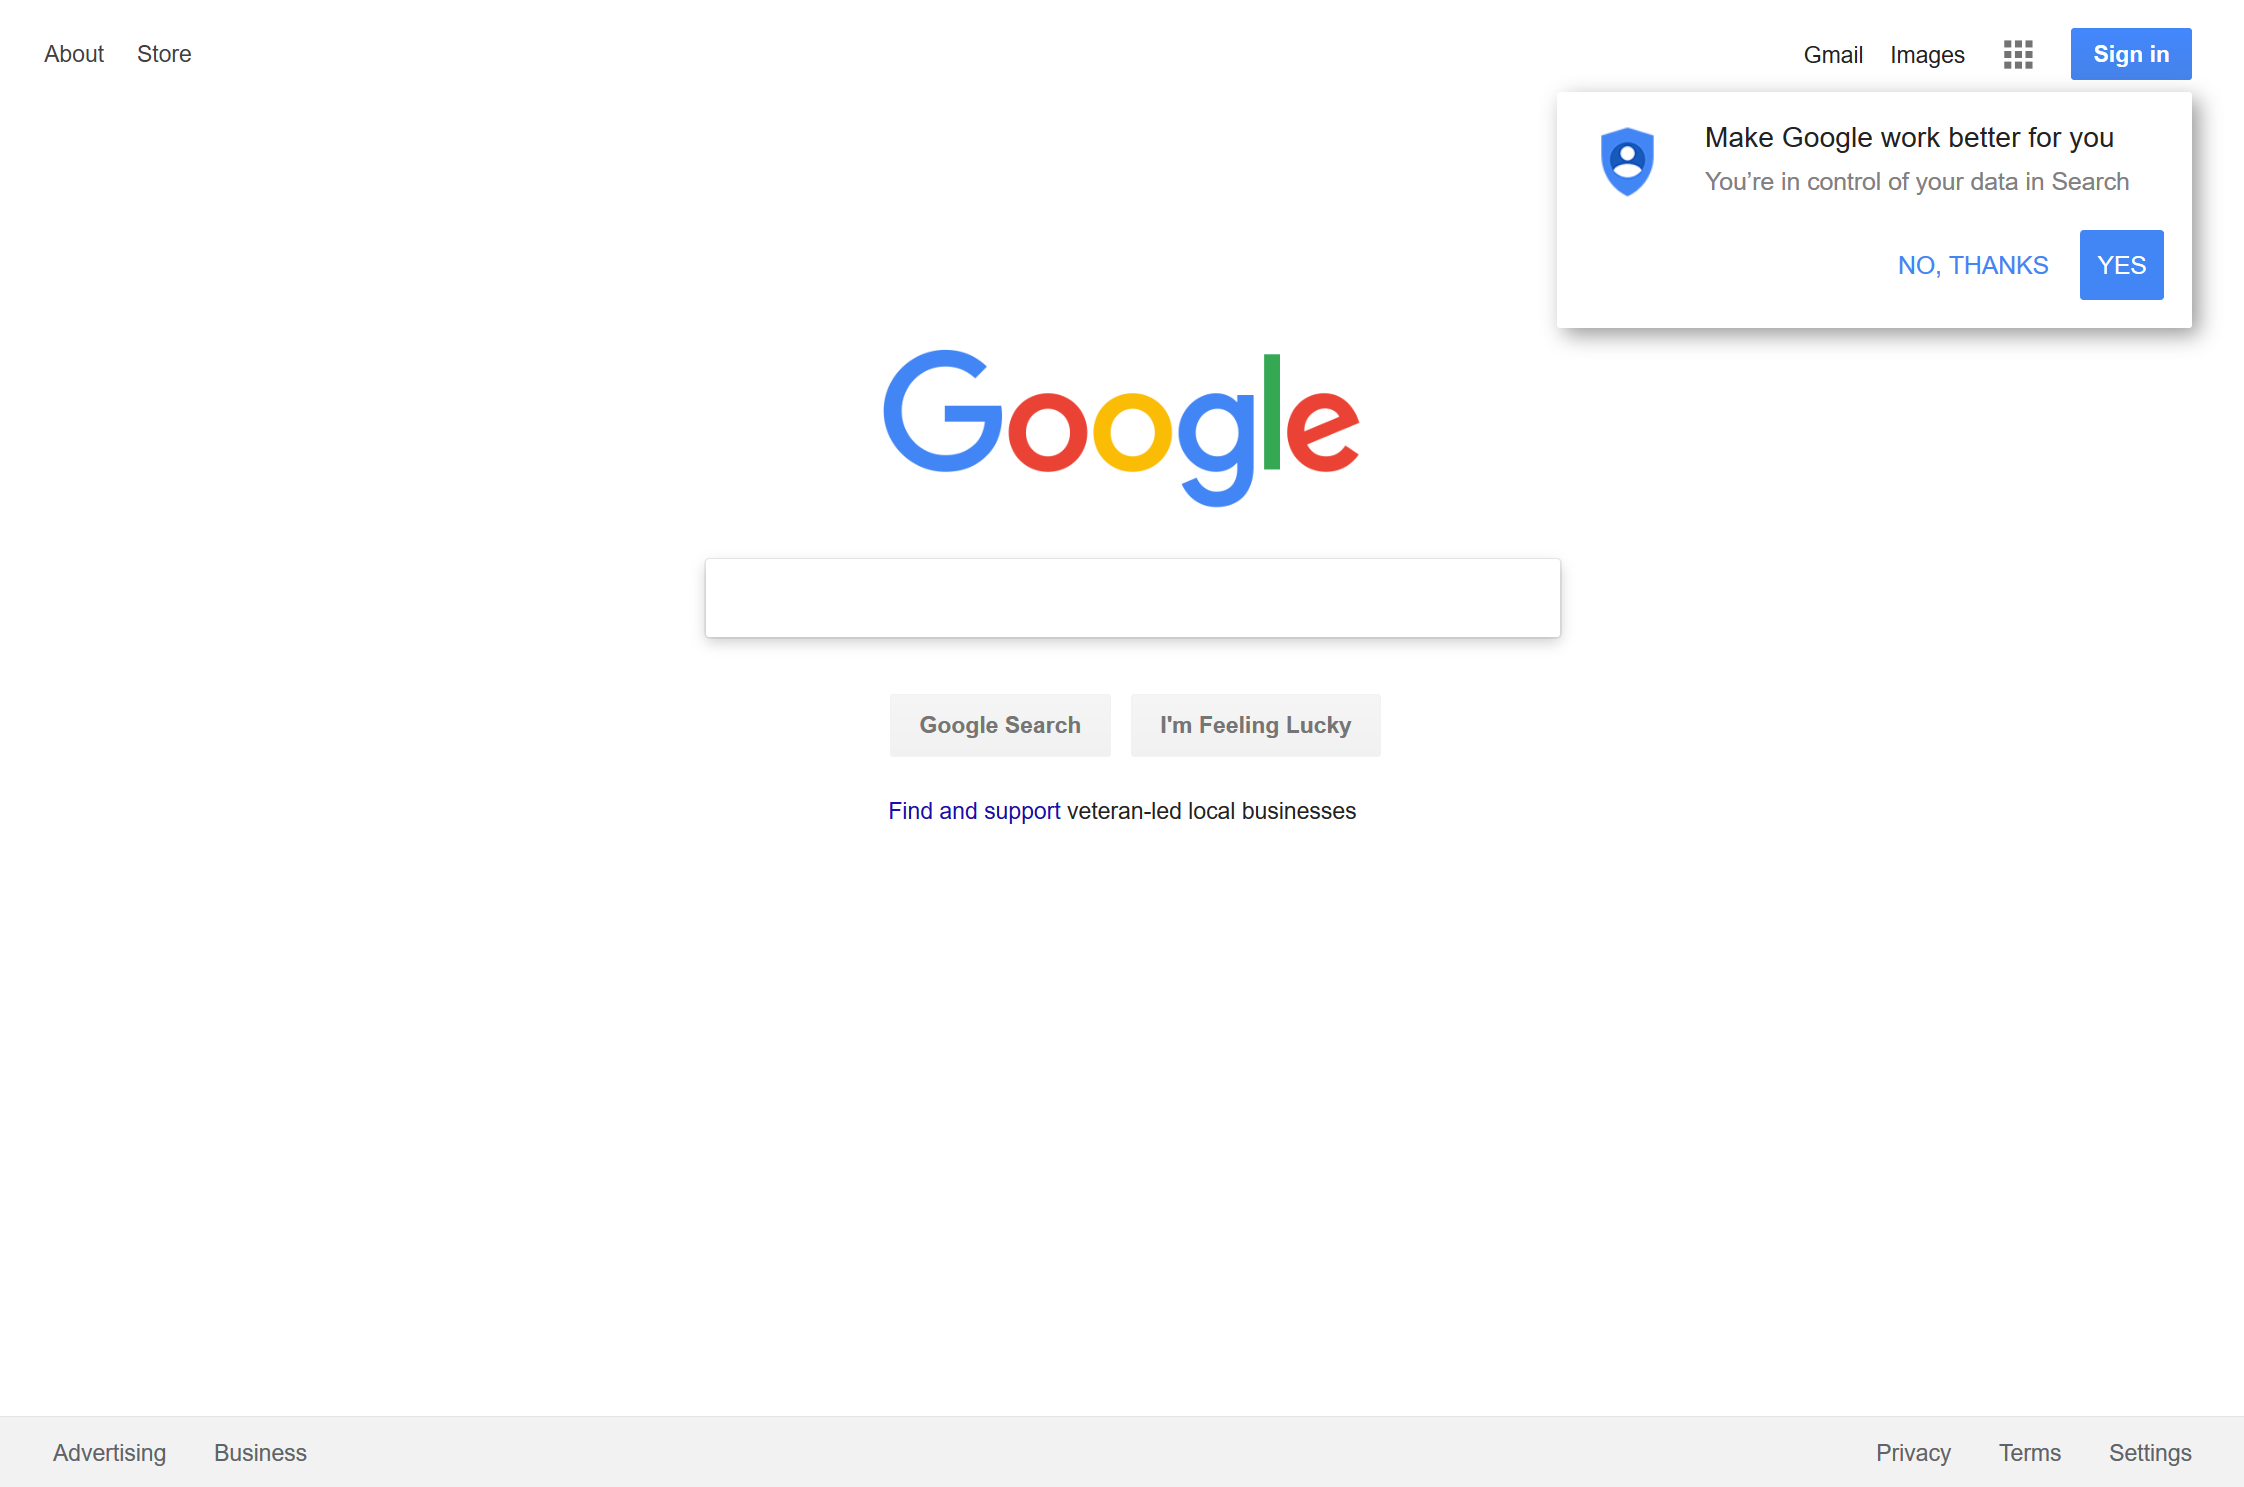 About Store
Gmail Images Sign in
Make Google work better for you
You’re in control of your data in Search
NO, THANKS YES
Google
Google Search I'm Feeling Lucky
Find and support veteran-led local businesses
Advertising Business
Privacy Terms Settings